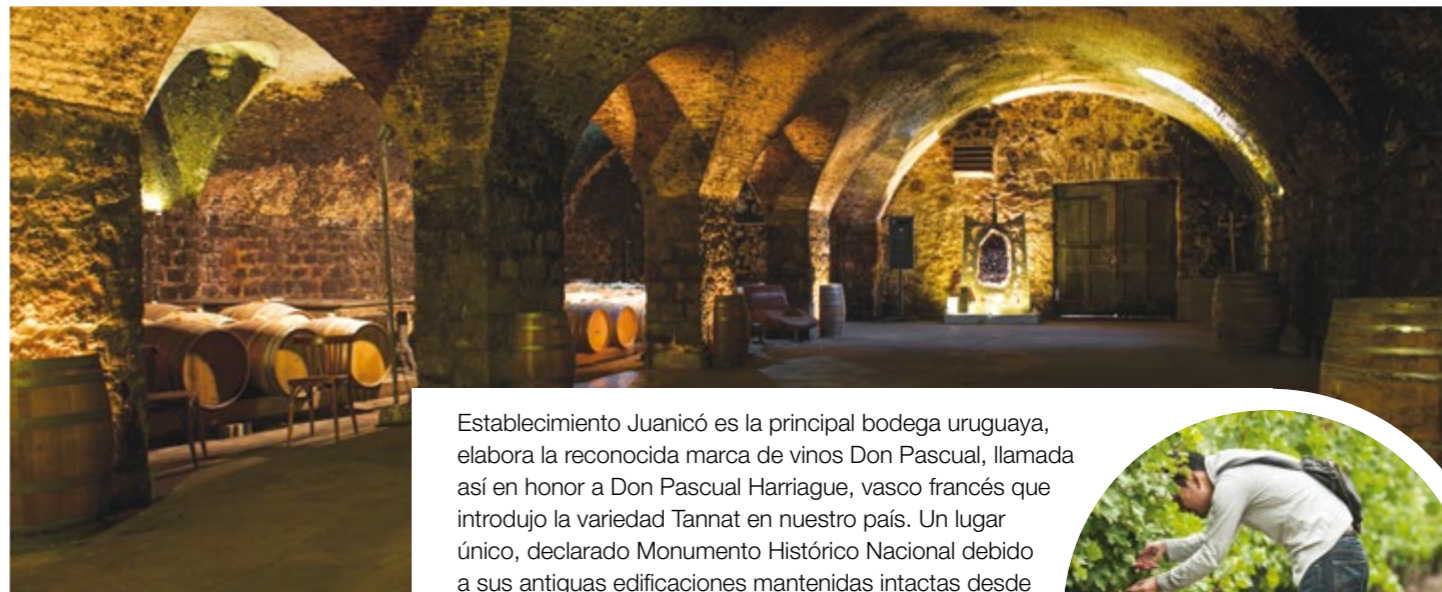 Establecimiento Juanicó es la principal bodega uruguaya,
elabora la reconocida marca de vinos Don Pascual, llamada
así en honor a Don Pascual Harriague, vasco francés que
introdujo la variedad Tannat en nuestro país. Un lugar
único, declarado Monumento Histórico Nacional debido
a sus antiguas edificaciones mantenidas intactas desde